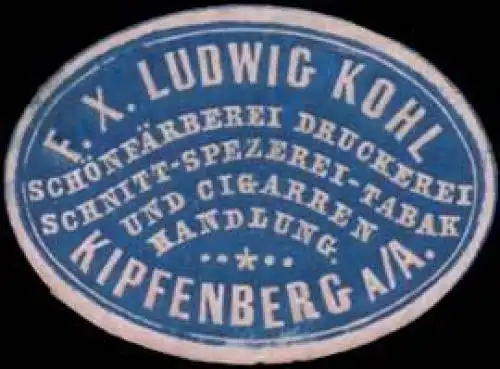 F. X. LUDWIG KOHL
SCHÖNFÄRBEREI DRUCKEREI
SCHNITT-SPEZEREI-TABAK
UND CIGARREN
HANDLUNG.
KIPFENBERG A/A.